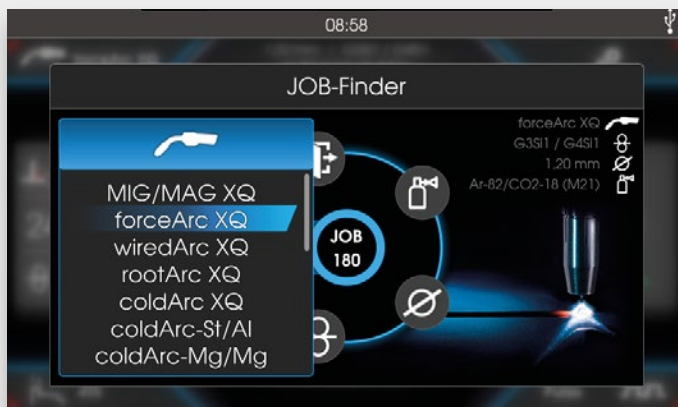 08:58
JOB-Finder
forceArc XQ
G3SI1 / G4SI1
1,20 mm
Ar-82/CO2-18 (M21)
MIG/MAG XQ
forceArc XQ
wiredArc XQ
rootArc XQ
coldArc XQ
coldArc-St/Al
coldArc-Mg/Mg
JOB
180